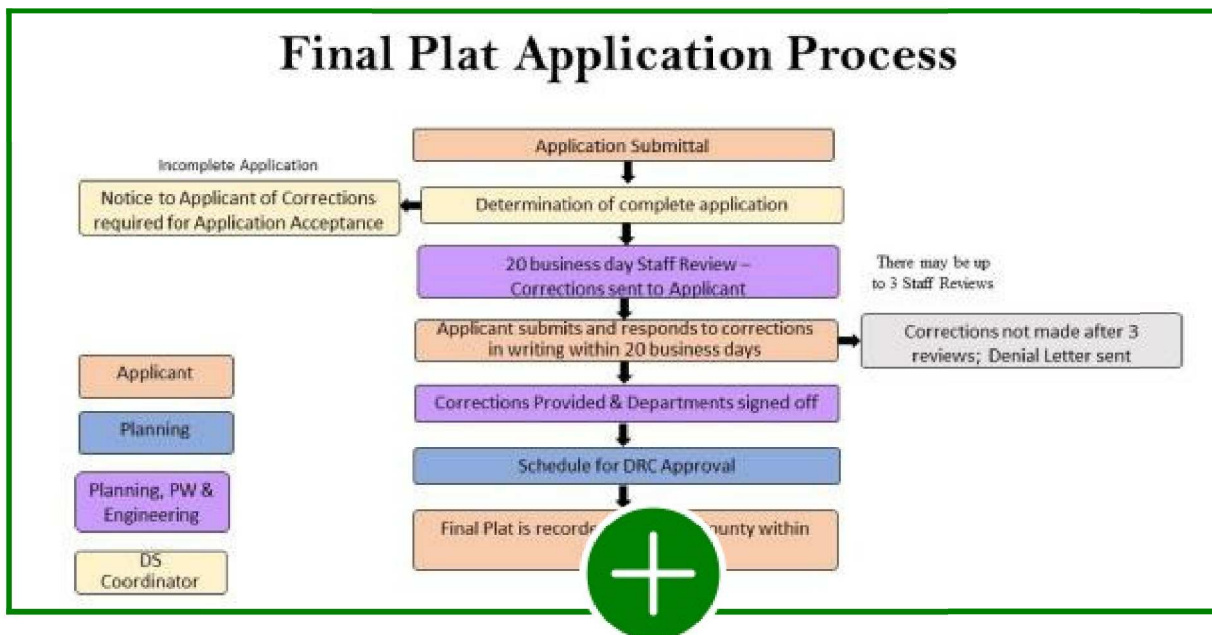 Final Plat Application Process
Application Submittal
Incomplete Application
Notice to Applicant of Corrections
required for Application Acceptance
Determination of complete application
20 business day Staff Review –
Corrections sent to Applicant
There may be up
to 3 Staff Reviews
Applicant submits and responds to corrections
in writing within 20 business days
Corrections not made after 3
reviews; Denial Letter sent
Corrections Provided & Departments signed off
Schedule for DRC Approval
Final Plat is within
Applicant
Planning
Planning, PW &
Engineering
DS
Coordinator